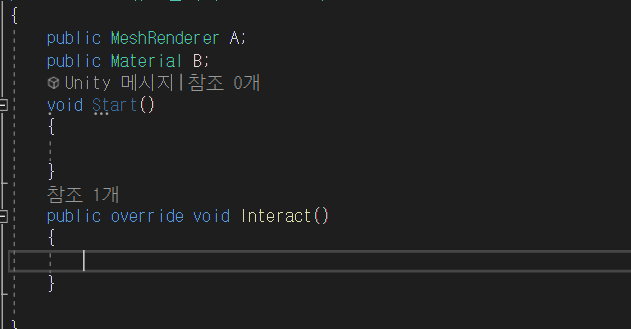 {
public MeshRenderer A;
public Material B;
Unity 메시지|참조 0개
void Start()
{
}
참조 1개
public override void Interact()
{
}
}